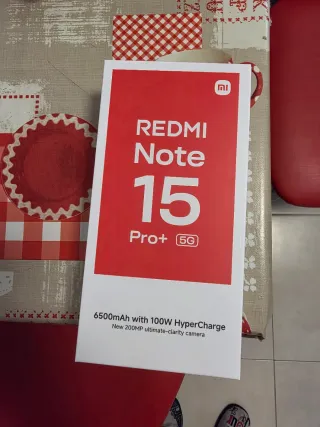 mi
REDMI
Note
15
Pro+ 5G
6500mAh with 100W HyperCharge
New 200MP ultimate-clarity camera